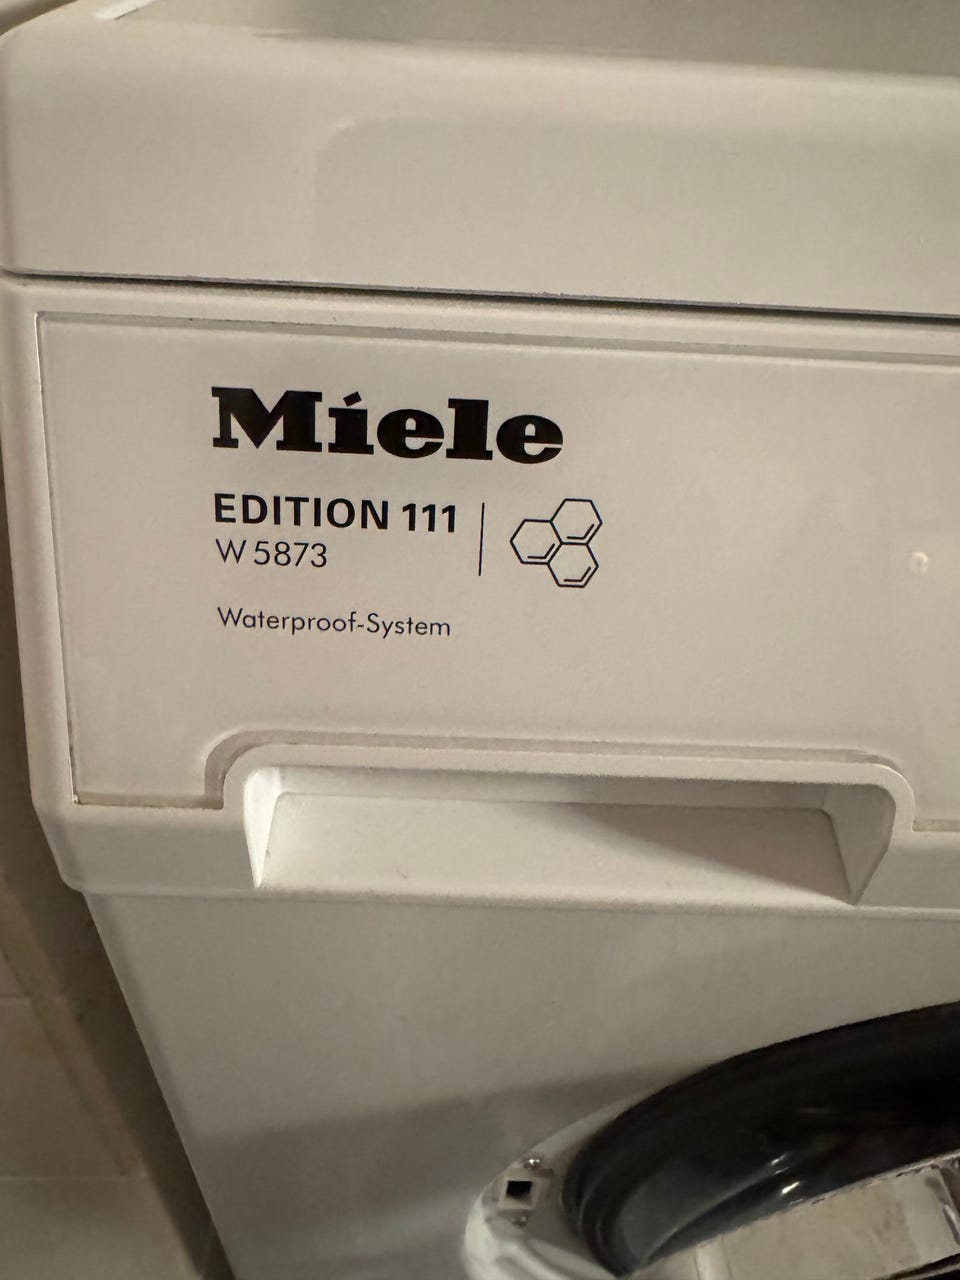 Miele
EDITION 111
W 5873
Waterproof-System